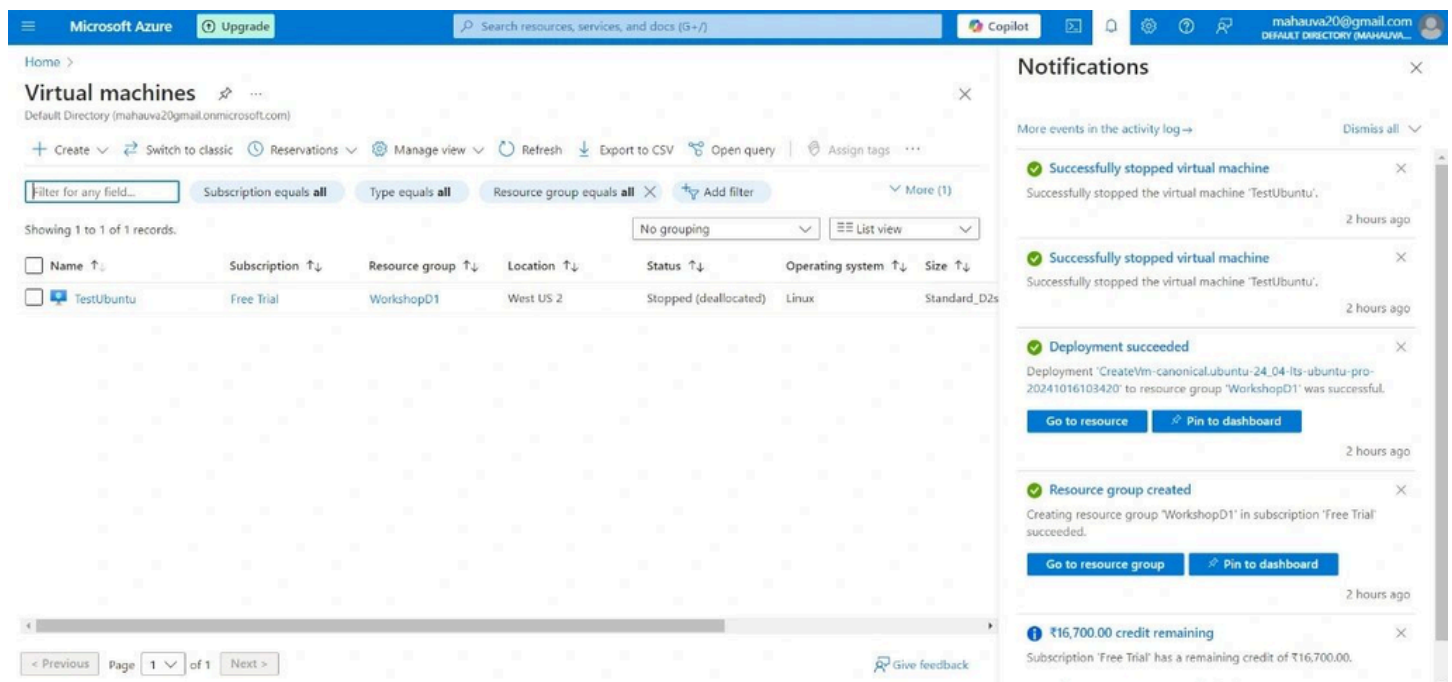 Microsoft Azure
Upgrade
Search resources, services, and docs (G+/)
Copilot
mahauva20@gmail.com
DEFAULT DIRECTORY (MAHAUVA...
Home >
Virtual machines
...
Default Directory (mahauva20gmail.onmicrosoft.com)
Create
Switch to classic
Reservations
Manage view
Refresh
Export to CSV
Open query
Assign tags
...
Filter for any field...
Subscription equals all
Type equals all
Resource group equals all
Add filter
More (1)
Showing 1 to 1 of 1 records.
No grouping
List view
Name Subscription Resource group Location Status Operating system Size
TestUbuntu Free Trial WorkshopD1 West US 2 Stopped (deallocated) Linux Standard_D2s
< Previous Page 1 of 1 Next >
Give feedback
Notifications
More events in the activity log →
Dismiss all
Successfully stopped virtual machine
Successfully stopped the virtual machine 'TestUbuntu'.
2 hours ago
Successfully stopped virtual machine
Successfully stopped the virtual machine 'TestUbuntu'.
2 hours ago
Deployment succeeded
Deployment 'CreateVm-canonical.ubuntu-24_04-lts-ubuntu-pro-
20241016103420' to resource group 'WorkshopD1' was successful.
Go to resource
Pin to dashboard
2 hours ago
Resource group created
Creating resource group 'WorkshopD1' in subscription 'Free Trial'
succeeded.
Go to resource group
Pin to dashboard
2 hours ago
₹16,700.00 credit remaining
Subscription 'Free Trial' has a remaining credit of ₹16,700.00.